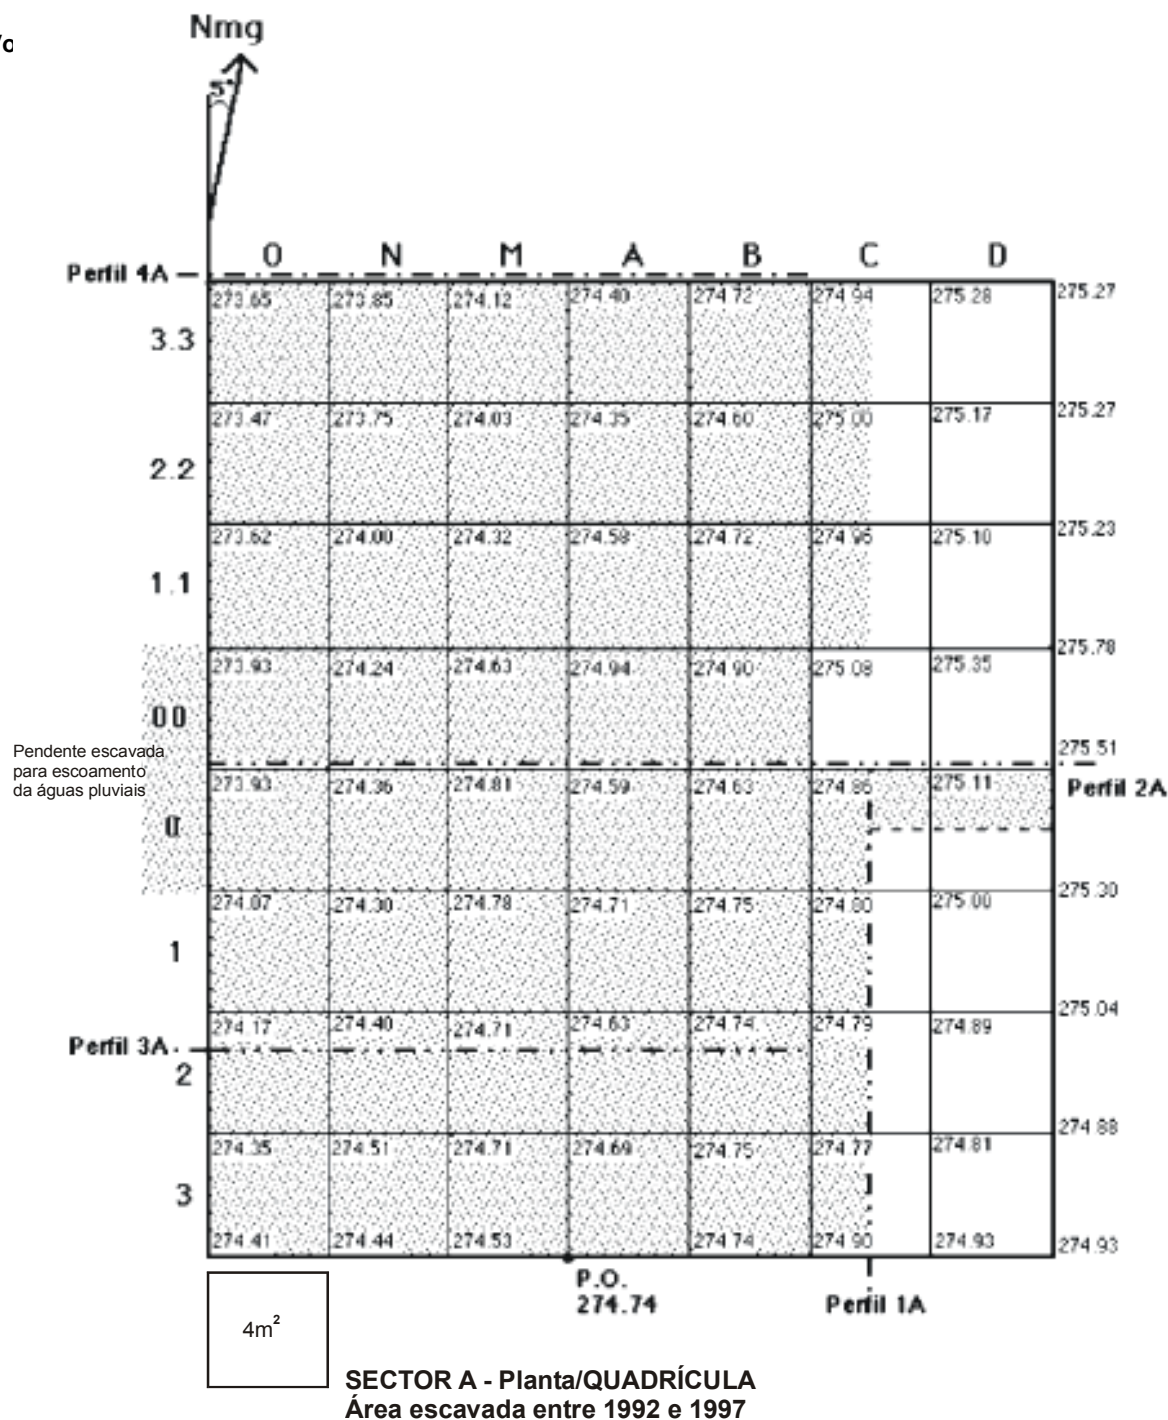 Nmg
5°
O N M A B C D
Perfil 4A
273.65 273.85 274.12 274.40 274.72 274.94 275.28 275.27
3.3
273.47 273.75 274.03 274.35 274.60 275.00 275.17 275.27
2.2
273.62 274.00 274.32 274.58 274.72 274.95 275.10 275.23
1.1
273.93 274.24 274.63 274.94 274.90 275.08 275.35 275.78
00
Pendente escavada
para escoamento
da águas pluviais
275.51
273.93 274.36 274.81 274.59 274.63 274.86 275.11
Perfil 2A
274.07 274.30 274.78 274.71 274.75 274.80 275.00 275.30
1
274.17 274.40 274.71 274.63 274.74 274.79 274.89 275.04
Perfil 3A
2
274.35 274.51 274.71 274.69 274.75 274.77 274.81 274.88
3
274.41 274.44 274.53 274.74 274.90 274.93 274.93
P.O.
274.74
Perfil 1A
4m²
SECTOR A - Planta/QUADRÍCULA
Área escavada entre 1992 e 1997